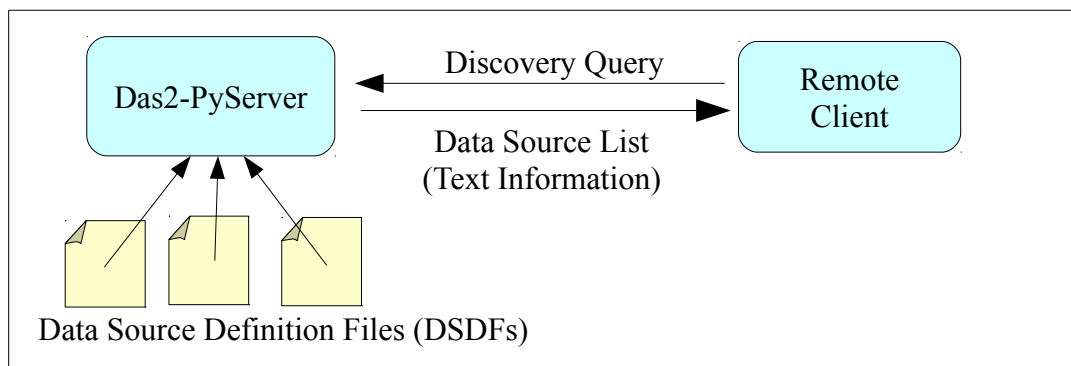 Das2-PyServer
Discovery Query
Remote
Client
Data Source List
(Text Information)
Data Source Definition Files (DSDFs)